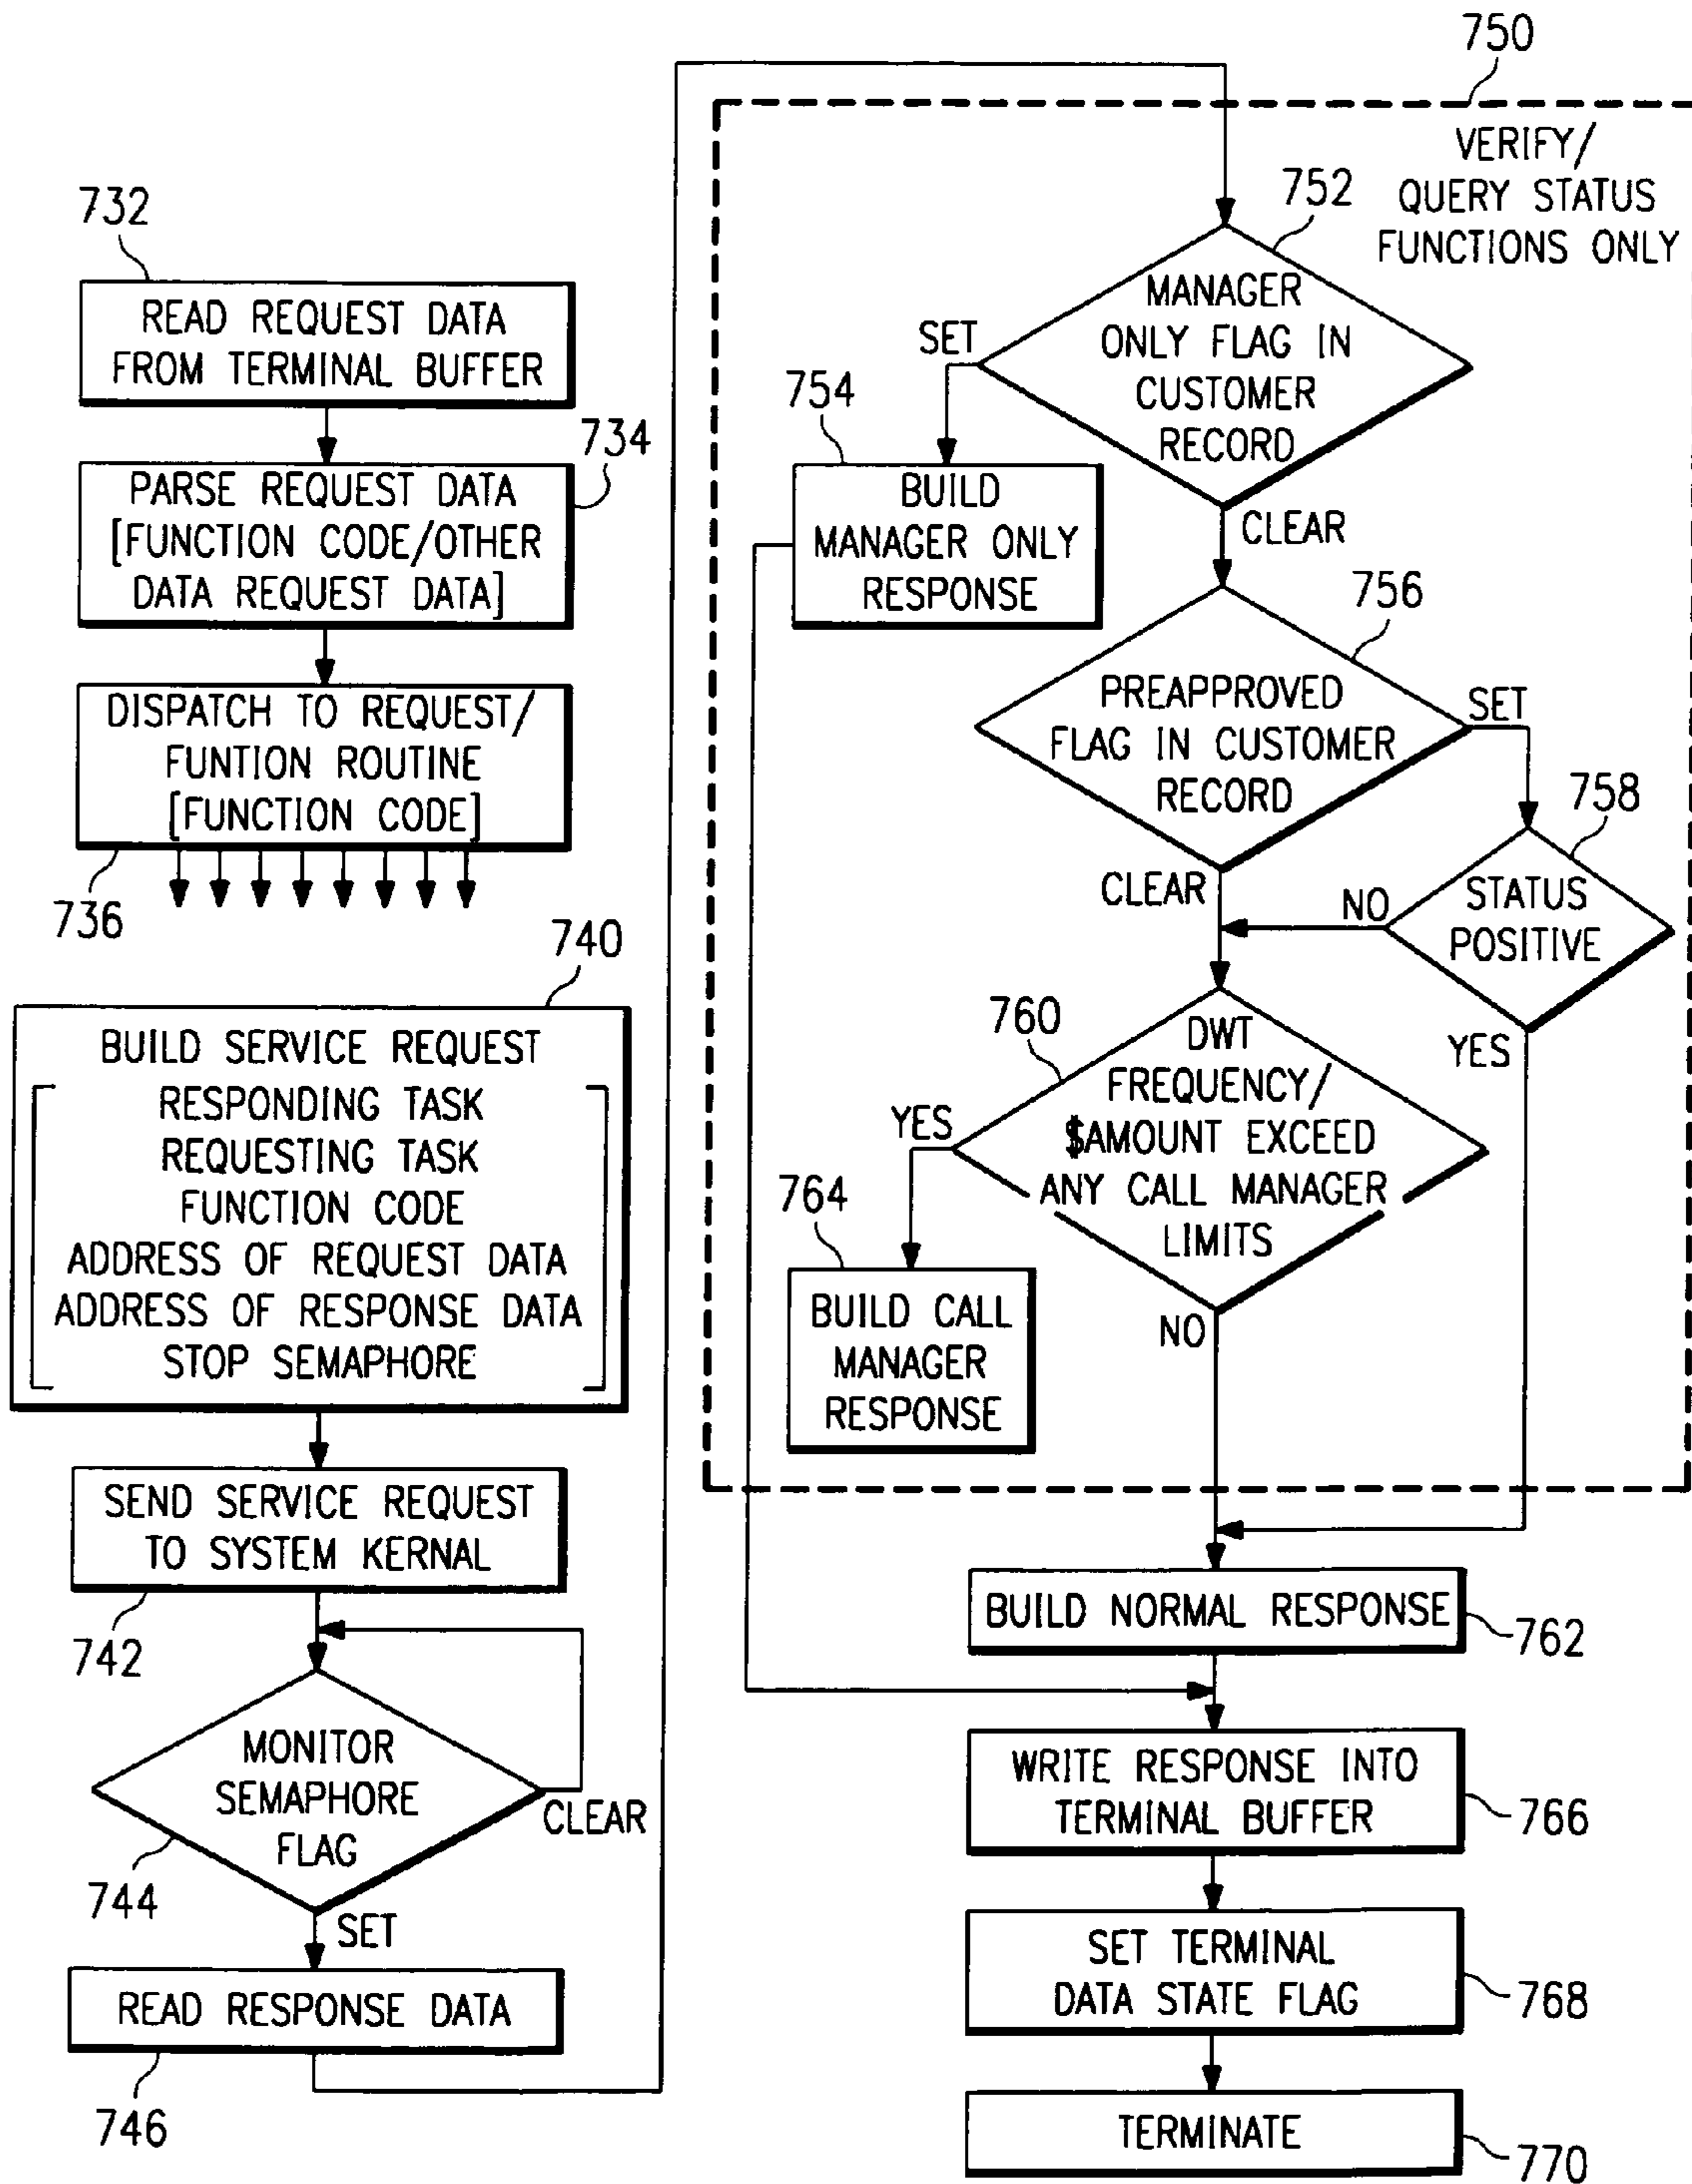 732
READ REQUEST DATA
FROM TERMINAL BUFFER
734
PARSE REQUEST DATA
[FUNCTION CODE/OTHER
DATA REQUEST DATA]
DISPATCH TO REQUEST/
FUNTION ROUTINE
[FUNCTION CODE]
736
740
BUILD SERVICE REQUEST
RESPONDING TASK
REQUESTING TASK
FUNCTION CODE
ADDRESS OF REQUEST DATA
ADDRESS OF RESPONSE DATA
STOP SEMAPHORE
SEND SERVICE REQUEST
TO SYSTEM KERNAL
742
MONITOR
SEMAPHORE
FLAG
CLEAR
744
SET
READ RESPONSE DATA
746
750
VERIFY/
QUERY STATUS
FUNCTIONS ONLY
752
MANAGER
ONLY FLAG IN
CUSTOMER
RECORD
SET
754
BUILD
MANAGER ONLY
RESPONSE
CLEAR
756
PREAPPROVED
FLAG IN CUSTOMER
RECORD
SET
758
STATUS
POSITIVE
NO
YES
CLEAR
760
DWT
FREQUENCY/
$AMOUNT EXCEED
ANY CALL MANAGER
LIMITS
YES
764
BUILD CALL
MANAGER
RESPONSE
NO
BUILD NORMAL RESPONSE
762
WRITE RESPONSE INTO
TERMINAL BUFFER
766
SET TERMINAL
DATA STATE FLAG
768
TERMINATE
770